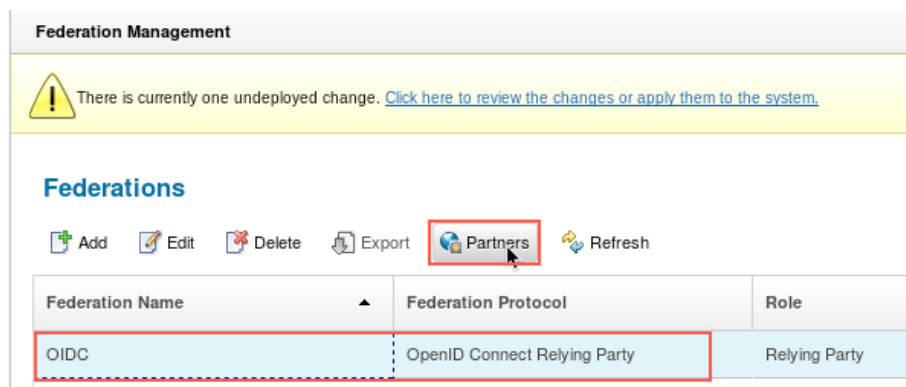 Federation Management
There is currently one undeployed change. Click here to review the changes or apply them to the system.
Federations
Add Edit Delete Export Partners Refresh
Federation Name Federation Protocol Role
OIDC OpenID Connect Relying Party Relying Party